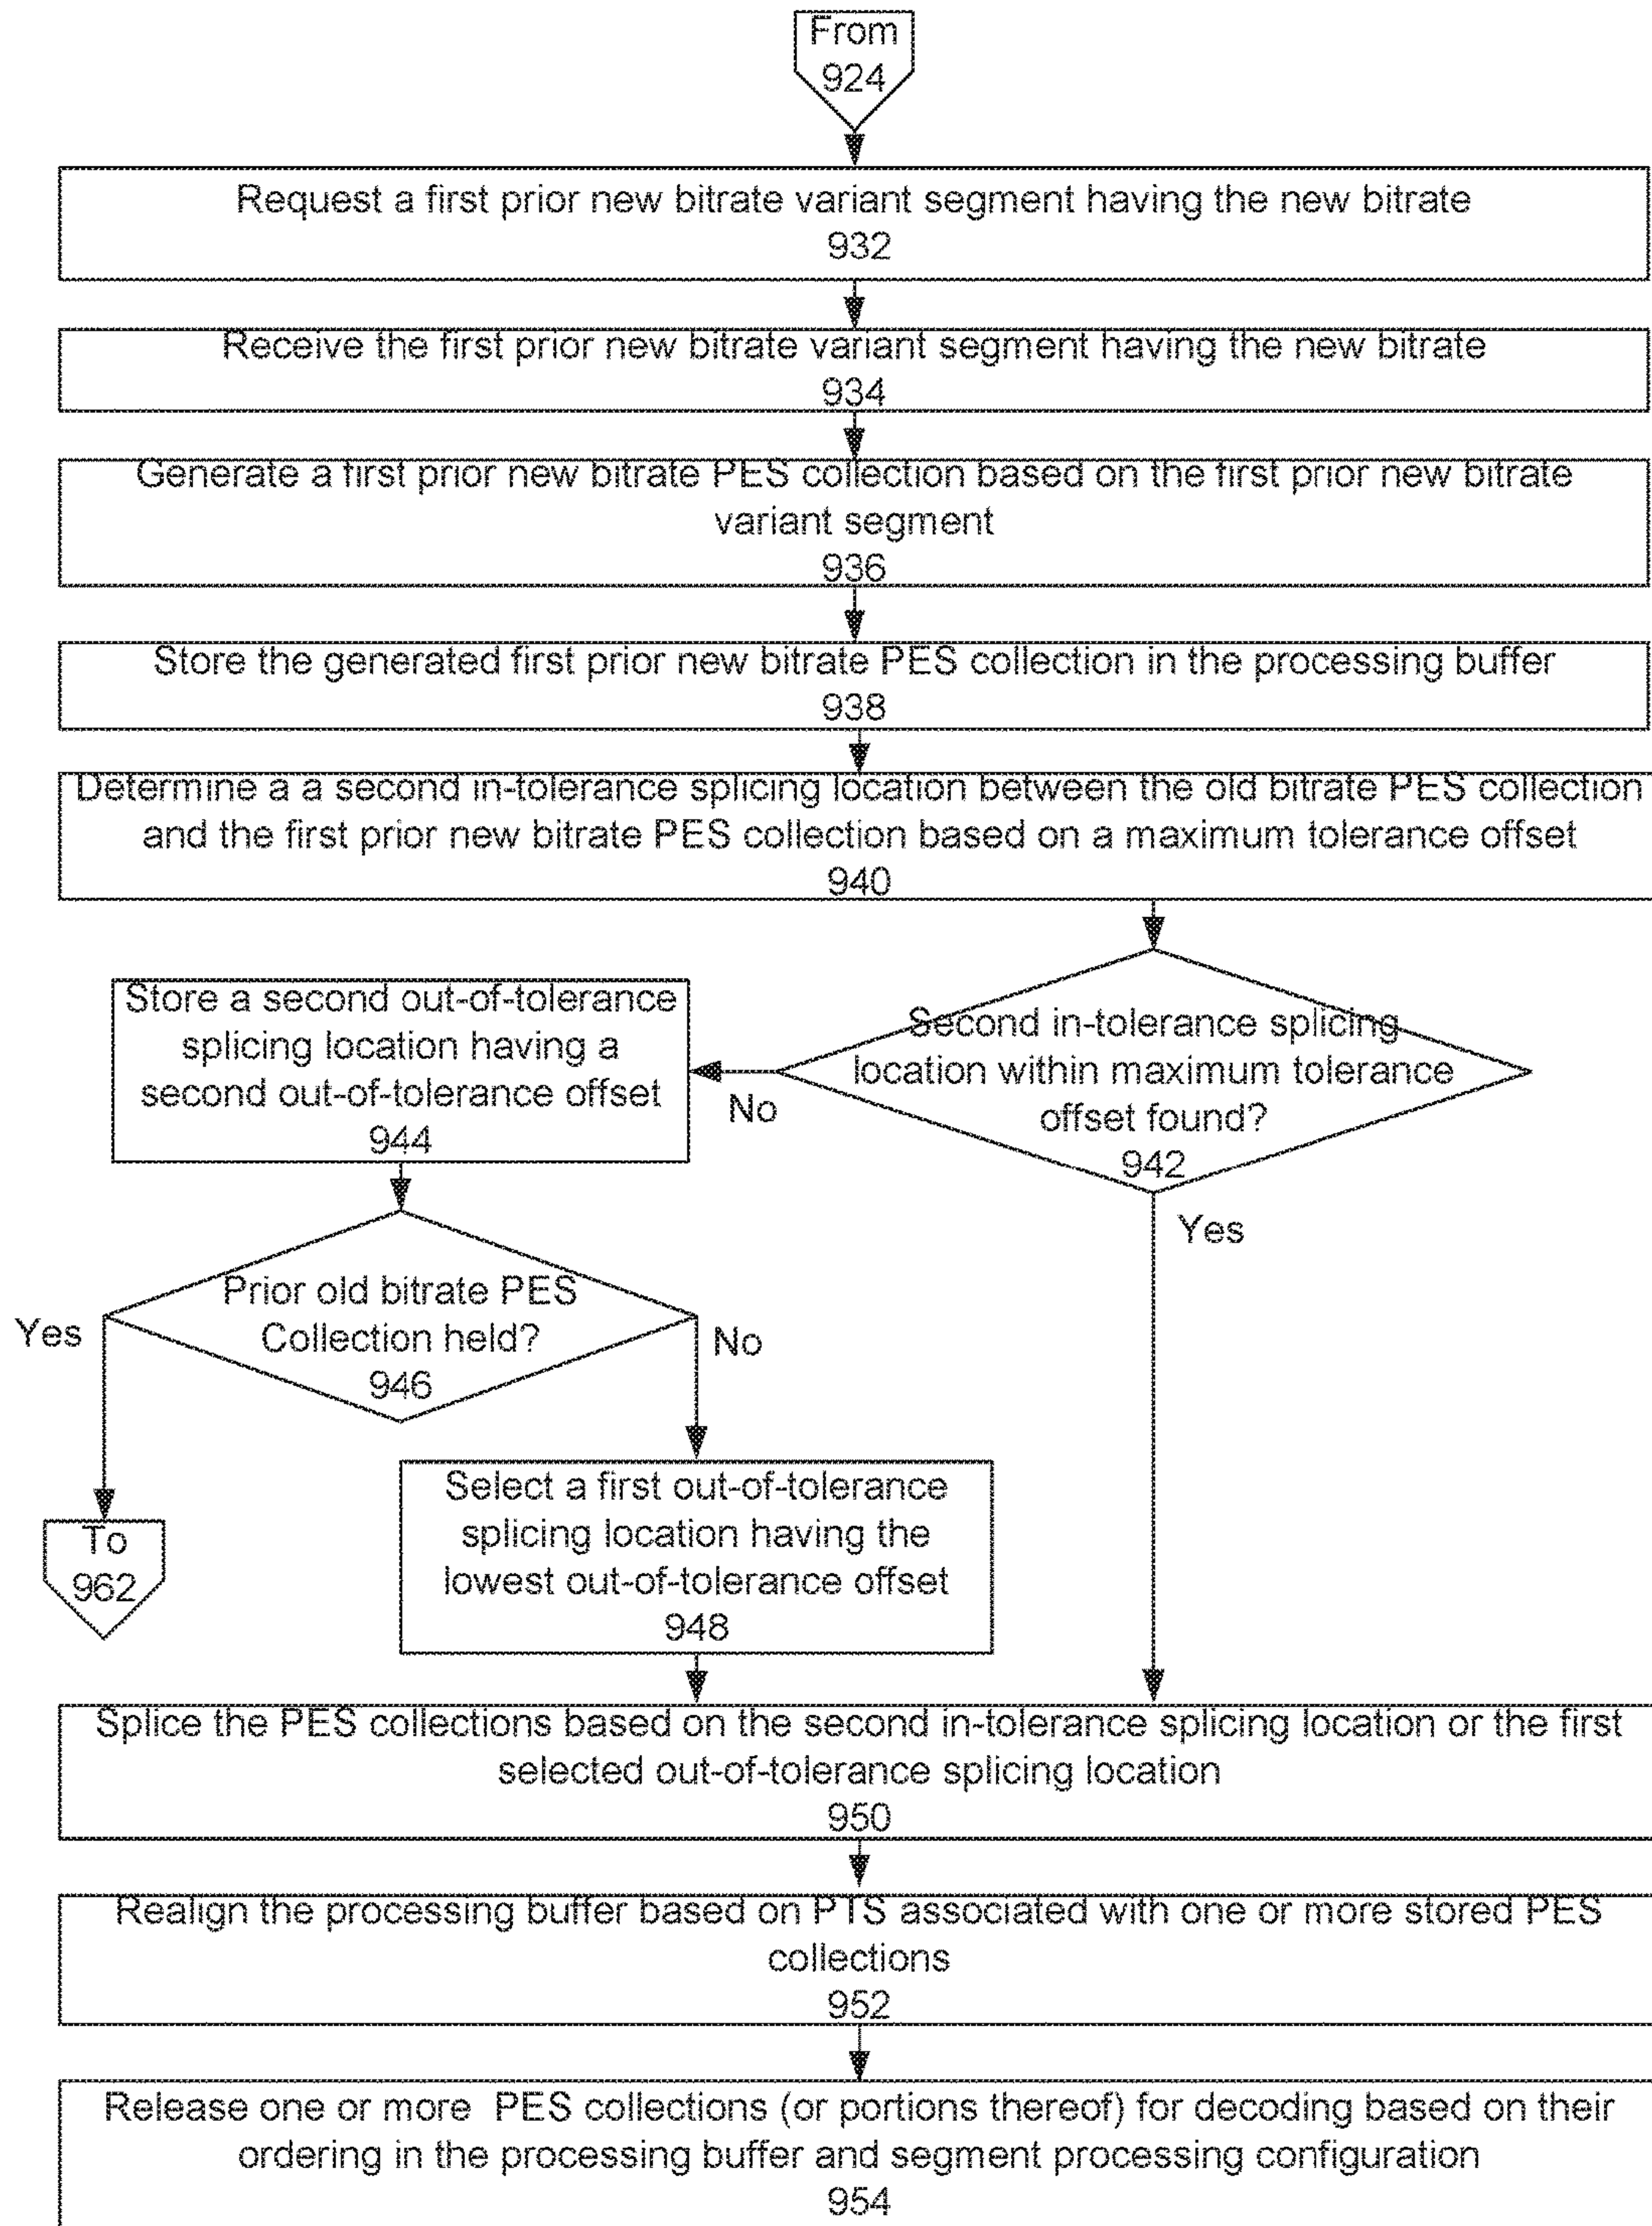 From
924
Request a first prior new bitrate variant segment having the new bitrate
932
Receive the first prior new bitrate variant segment having the new bitrate
934
Generate a first prior new bitrate PES collection based on the first prior new bitrate
variant segment
936
Store the generated first prior new bitrate PES collection in the processing buffer
938
Determine a a second in-tolerance splicing location between the old bitrate PES collection
and the first prior new bitrate PES collection based on a maximum tolerance offset
940
Second in-tolerance splicing
location within maximum tolerance
offset found?
942
No
Yes
Store a second out-of-tolerance
splicing location having a
second out-of-tolerance offset
944
Prior old bitrate PES
Collection held?
946
Yes
No
To
962
Select a first out-of-tolerance
splicing location having the
lowest out-of-tolerance offset
948
Splice the PES collections based on the second in-tolerance splicing location or the first
selected out-of-tolerance splicing location
950
Realign the processing buffer based on PTS associated with one or more stored PES
collections
952
Release one or more PES collections (or portions thereof) for decoding based on their
ordering in the processing buffer and segment processing configuration
954